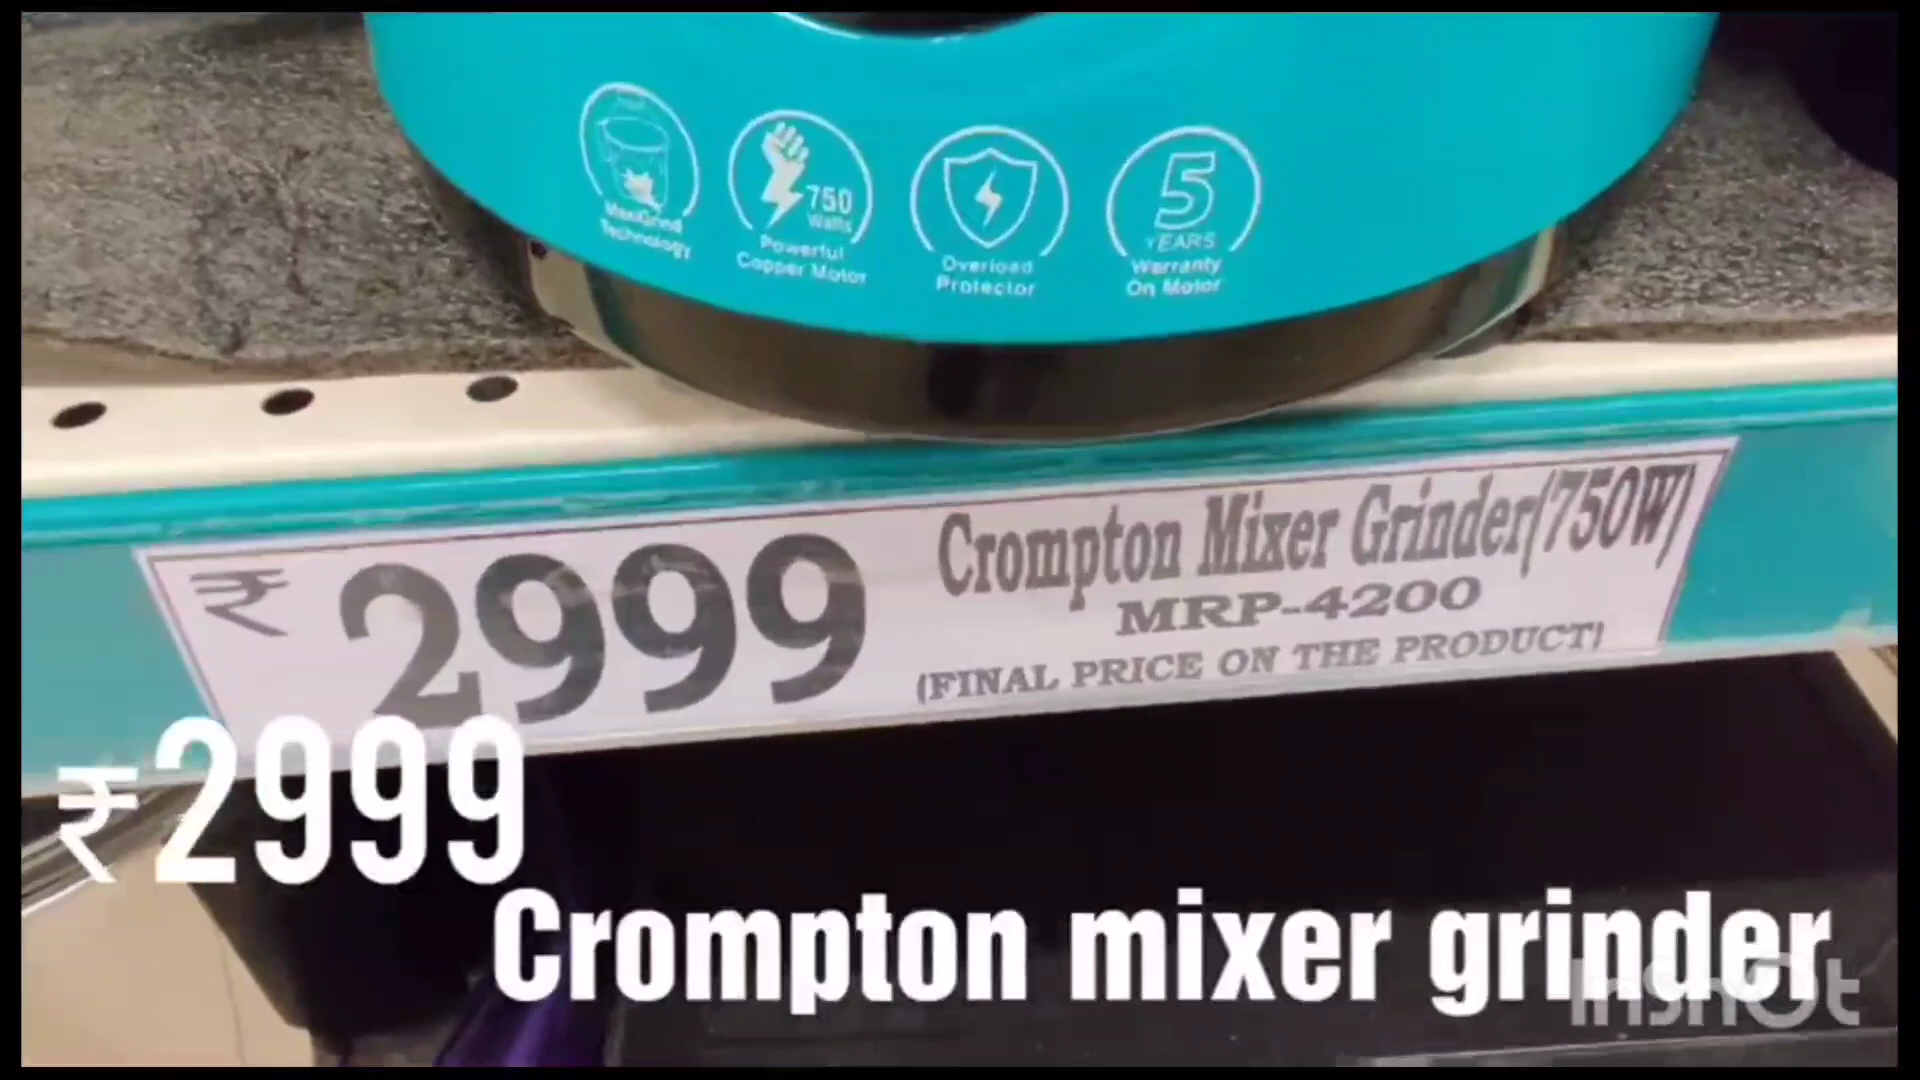 MaxiGrind
Technology
750
Watts
Powerful
Copper Motor
Overload
Protector
5
YEARS
Warranty
On Motor
₹ 2999
Crompton Mixer Grinder(750W)
MRP-4200
(FINAL PRICE ON THE PRODUCT)
₹2999
Crompton mixer grinder
InShOt